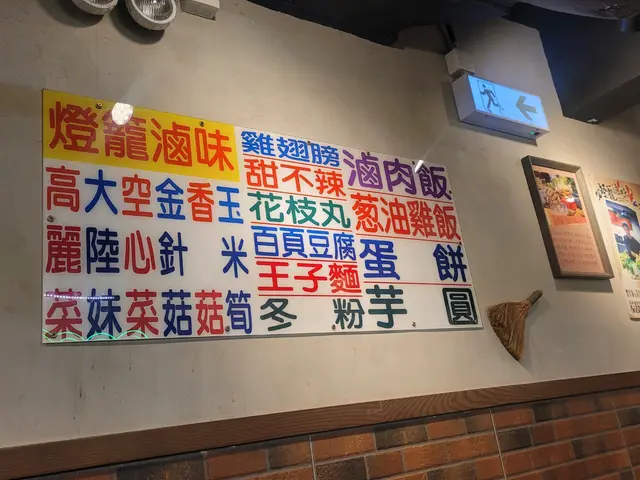 燈籠滷味
高麗菜
大陸妹
空心菜
金針菇
香菇
玉米筍
雞翅膀
甜不辣
花枝丸
百頁豆腐
王子麵
冬粉
滷肉飯
葱油雞飯
蛋餅
芋圓